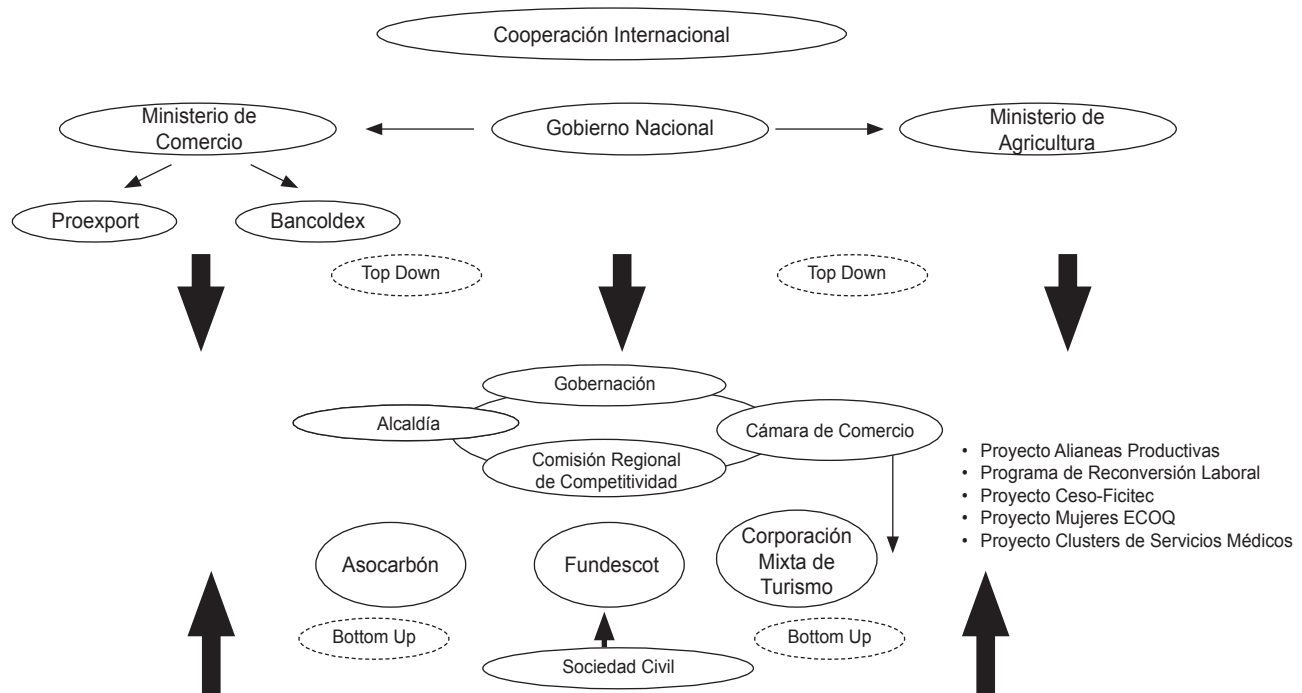 Cooperación Internacional
Ministerio de
Comercio
Gobierno Nacional
Ministerio de
Agricultura
Proexport
Bancoldex
Top Down
Top Down
Gobernación
Alcaldía
Cámara de Comercio
Comisión Regional
de Competitividad
• Proyecto Alianeas Productivas
• Programa de Reconversión Laboral
• Proyecto Ceso-Ficitec
• Proyecto Mujeres ECOQ
• Proyecto Clusters de Servicios Médicos
Asocarbón
Fundescot
Corporación
Mixta de
Turismo
Bottom Up
Bottom Up
Sociedad Civil